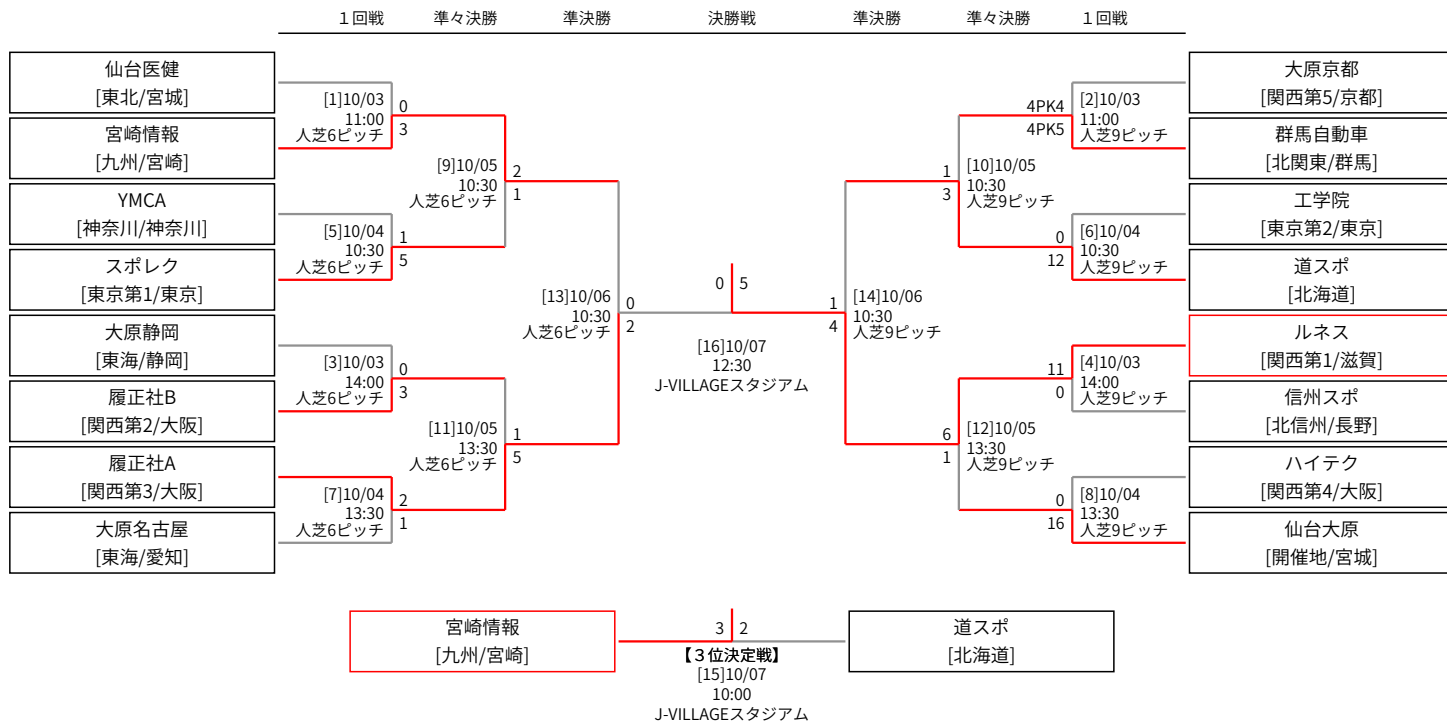 １回戦 準々決勝 準決勝 決勝戦 準決勝 準々決勝 １回戦
仙台医健
[東北/宮城]
宮崎情報
[九州/宮崎]
YMCA
[神奈川/神奈川]
スポレク
[東京第1/東京]
大原静岡
[東海/静岡]
履正社B
[関西第2/大阪]
履正社A
[関西第3/大阪]
大原名古屋
[東海/愛知]
[1]10/03
11:00
人芝6ピッチ
0
3
[5]10/04
10:30
人芝6ピッチ
1
5
[3]10/03
14:00
人芝6ピッチ
0
3
[7]10/04
13:30
人芝6ピッチ
2
1
[9]10/05
10:30
人芝6ピッチ
2
1
[11]10/05
13:30
人芝6ピッチ
1
5
[13]10/06
10:30
人芝6ピッチ
0
2
0 5
[16]10/07
12:30
J-VILLAGEスタジアム
1
4
[14]10/06
10:30
人芝9ピッチ
1
3
[10]10/05
10:30
人芝9ピッチ
6
1
[12]10/05
13:30
人芝9ピッチ
4PK4
4PK5
[2]10/03
11:00
人芝9ピッチ
0
12
[6]10/04
10:30
人芝9ピッチ
11
0
[4]10/03
14:00
人芝9ピッチ
0
16
[8]10/04
13:30
人芝9ピッチ
大原京都
[関西第5/京都]
群馬自動車
[北関東/群馬]
工学院
[東京第2/東京]
道スポ
[北海道]
ルネス
[関西第1/滋賀]
信州スポ
[北信州/長野]
ハイテク
[関西第4/大阪]
仙台大原
[開催地/宮城]
宮崎情報
[九州/宮崎]
3 2
【３位決定戦】
[15]10/07
10:00
J-VILLAGEスタジアム
道スポ
[北海道]